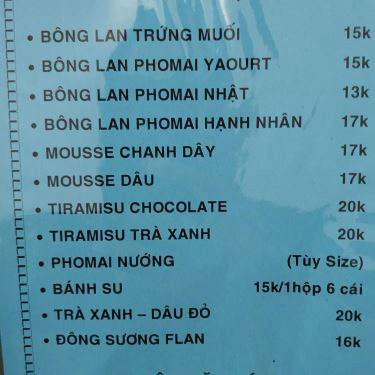 • BÔNG LAN TRỨNG MUỐI 15k
• BÔNG LAN PHOMAI YAOURT 15k
• BÔNG LAN PHOMAI NHẬT 13k
• BÔNG LAN PHOMAI HẠNH NHÂN 17k
• MOUSSE CHANH DÂY 17k
• MOUSSE DÂU 17k
• TIRAMISU CHOCOLATE 20k
• TIRAMISU TRÀ XANH 20k
• PHOMAI NƯỚNG (Tùy Size)
• BÁNH SU 15k/1hộp 6 cái
• TRÀ XANH – DÂU ĐỎ 20k
• ĐÔNG SƯƠNG FLAN 16k